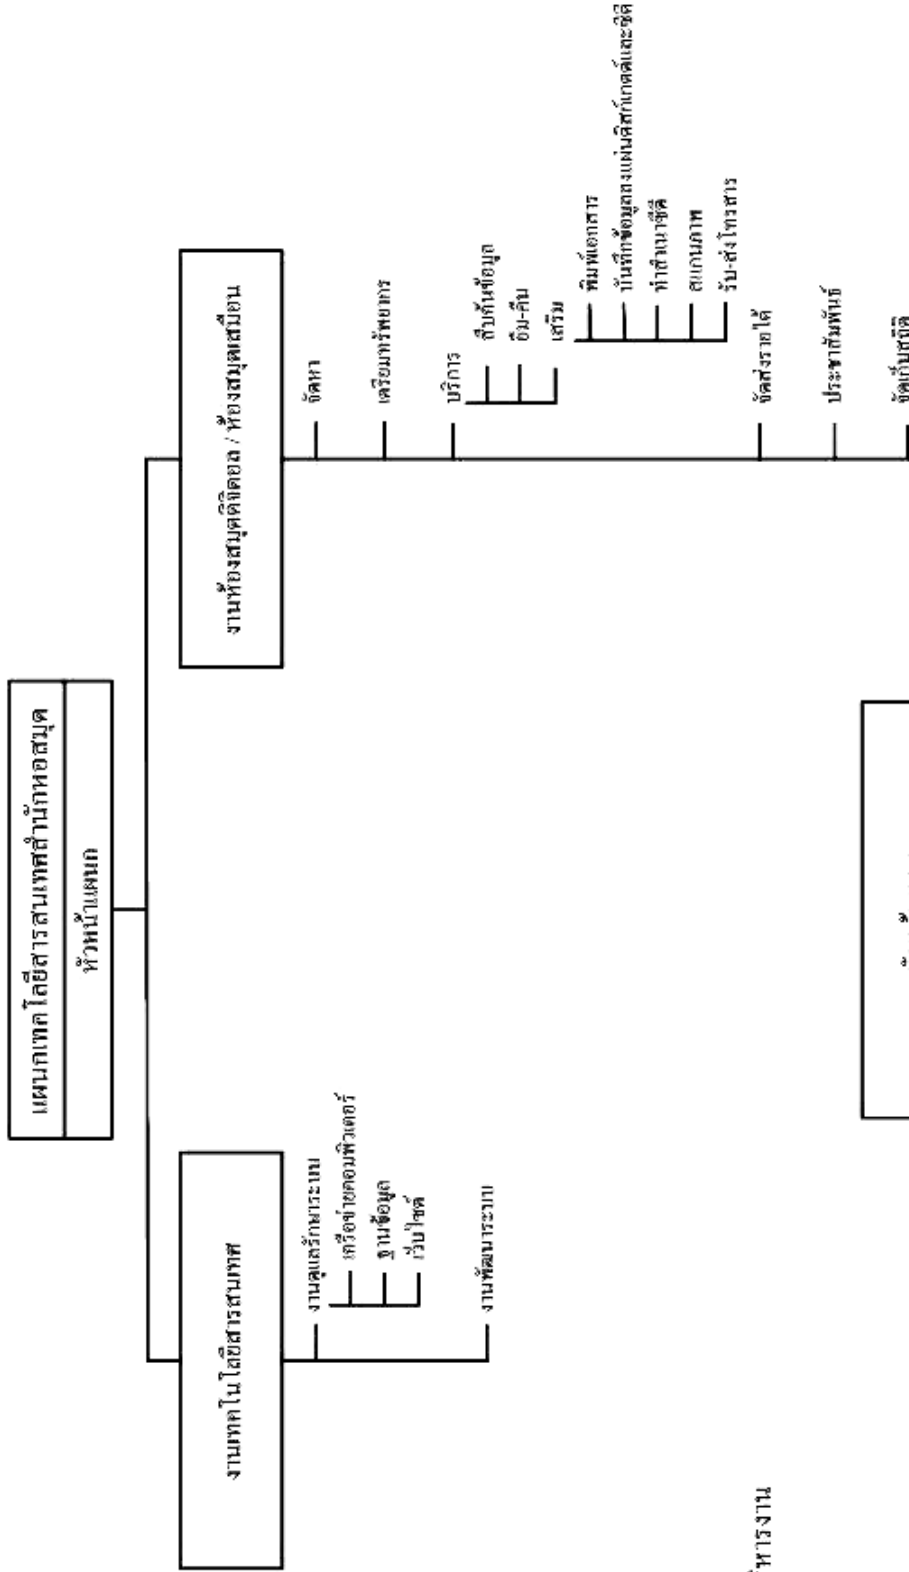 แผนกเทคโลยีสารสนเทศสำนักหอสมุด
หัวหน้าแผนก
งานเทคโนโลยีสารสนเทศ
งานดูแลรักษาระบบ
เครือข่ายคอมพิวเตอร์
ฐานข้อมูล
เว็บไซต์
งานพัฒนาระบบ
งานห้องสมุดดิจิตอล / ห้องสมุดเสมือน
จัดหา
เตรียมทรัพยากร
บริการ
สืบค้นข้อมูล
ยืม-คืน
เสริม
พิมพ์เอกสาร
บันทึกข้อมูลลงแผ่นดิสก์เกตต์และซีดี
ทำสำเนาซีดี
สแกนภาพ
รับ-ส่งโทรสาร
จัดส่งรายได้
ประชาสัมพันธ์
จัดเก็บสถิติ
หารงาน